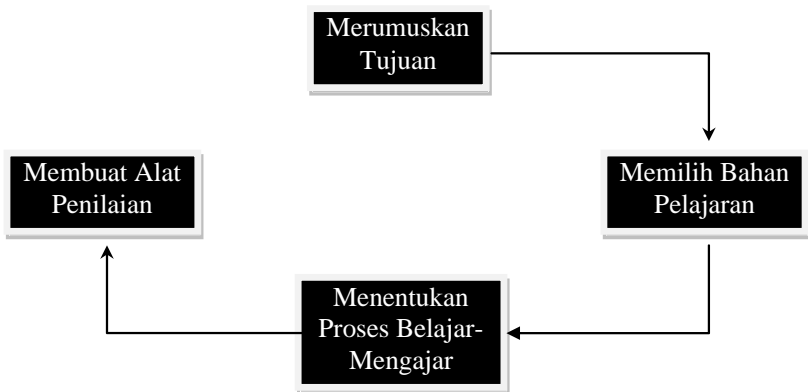 Merumuskan
Tujuan
Memilih Bahan
Pelajaran
Menentukan
Proses Belajar-
Mengajar
Membuat Alat
Penilaian